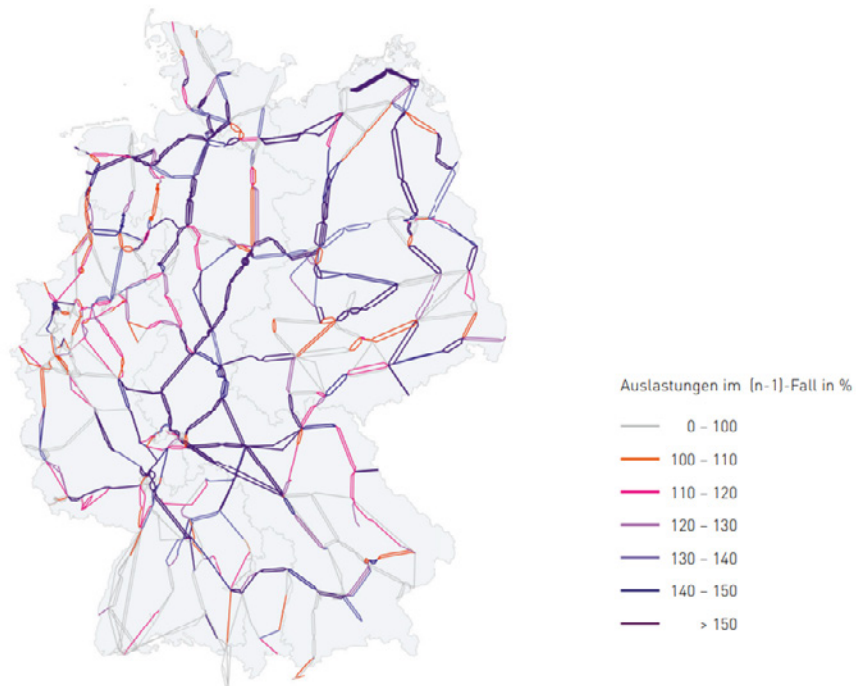 Auslastungen im (n-1)-Fall in %
0 – 100
100 – 110
110 – 120
120 – 130
130 – 140
140 – 150
> 150